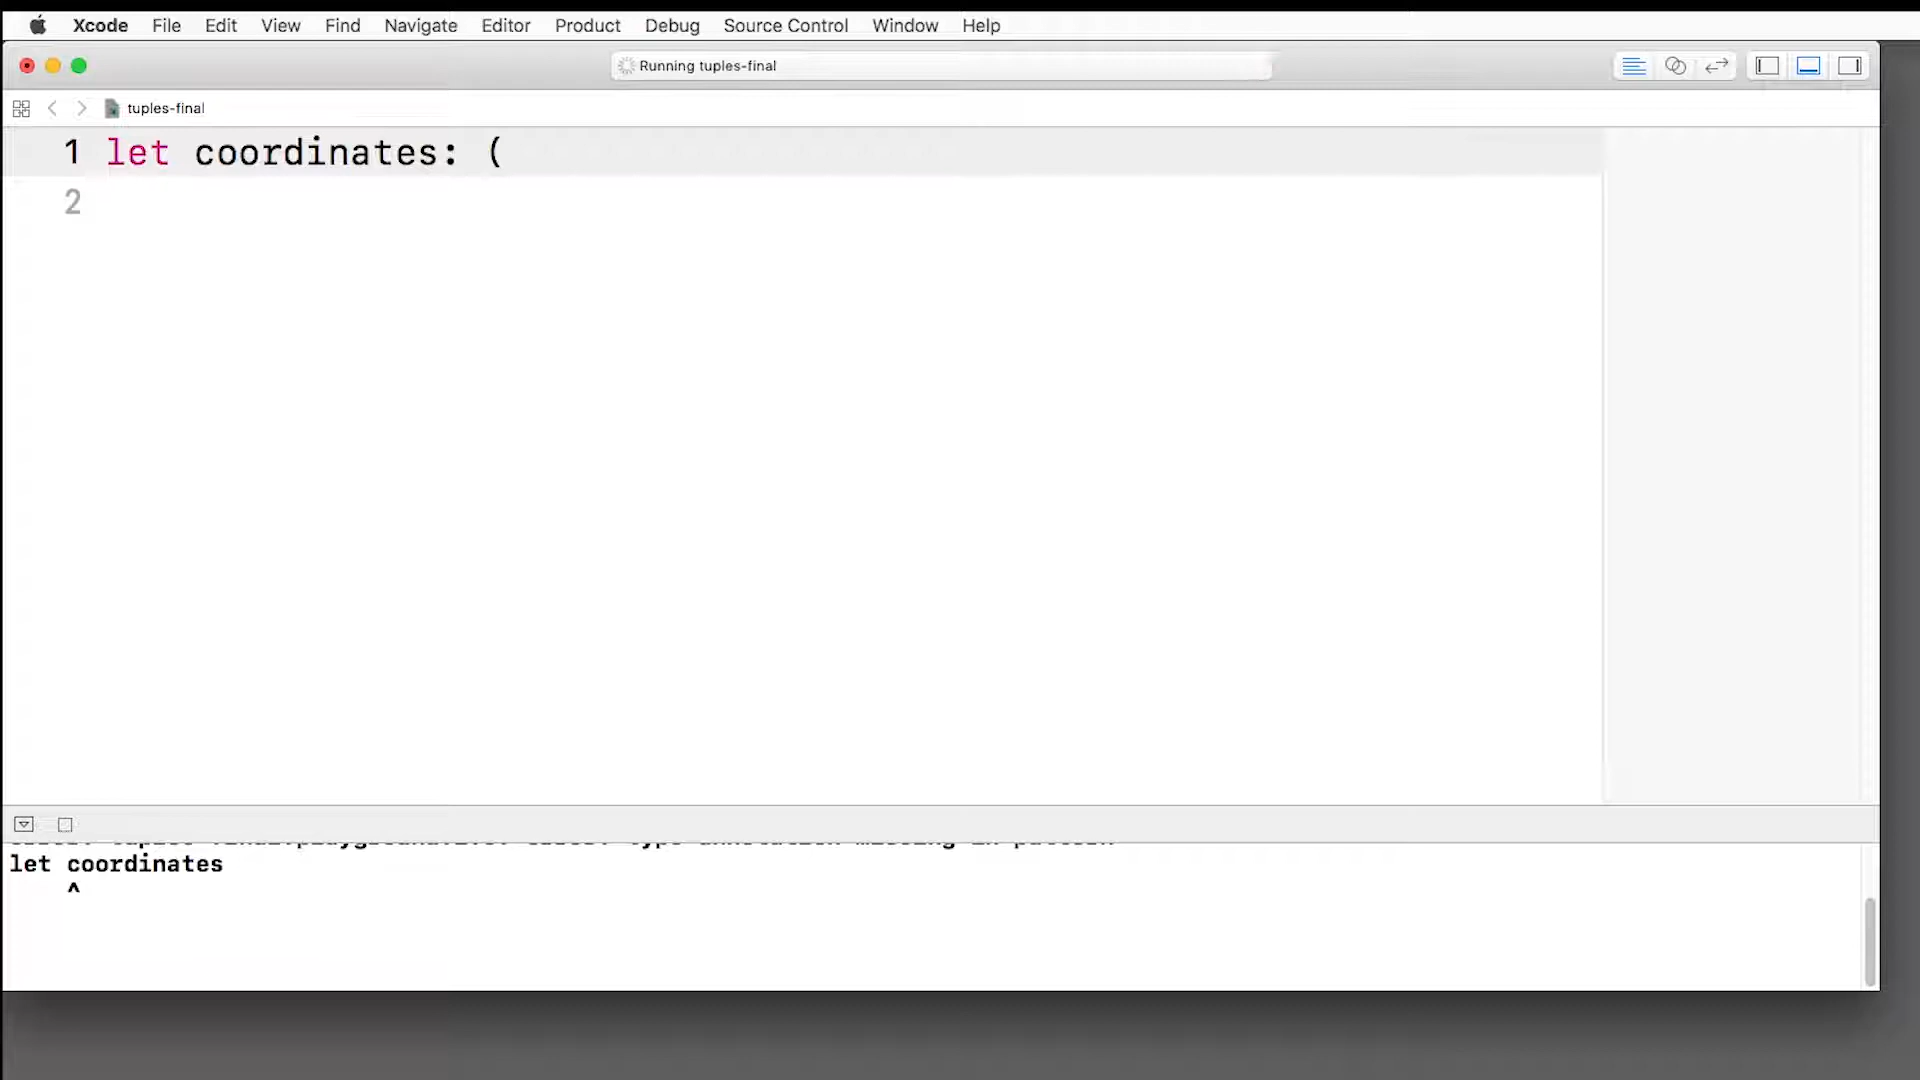 Xcode File Edit View Find Navigate Editor Product Debug Source Control Window Help
Running tuples-final
tuples-final
1 let coordinates: (
2
let coordinates
^